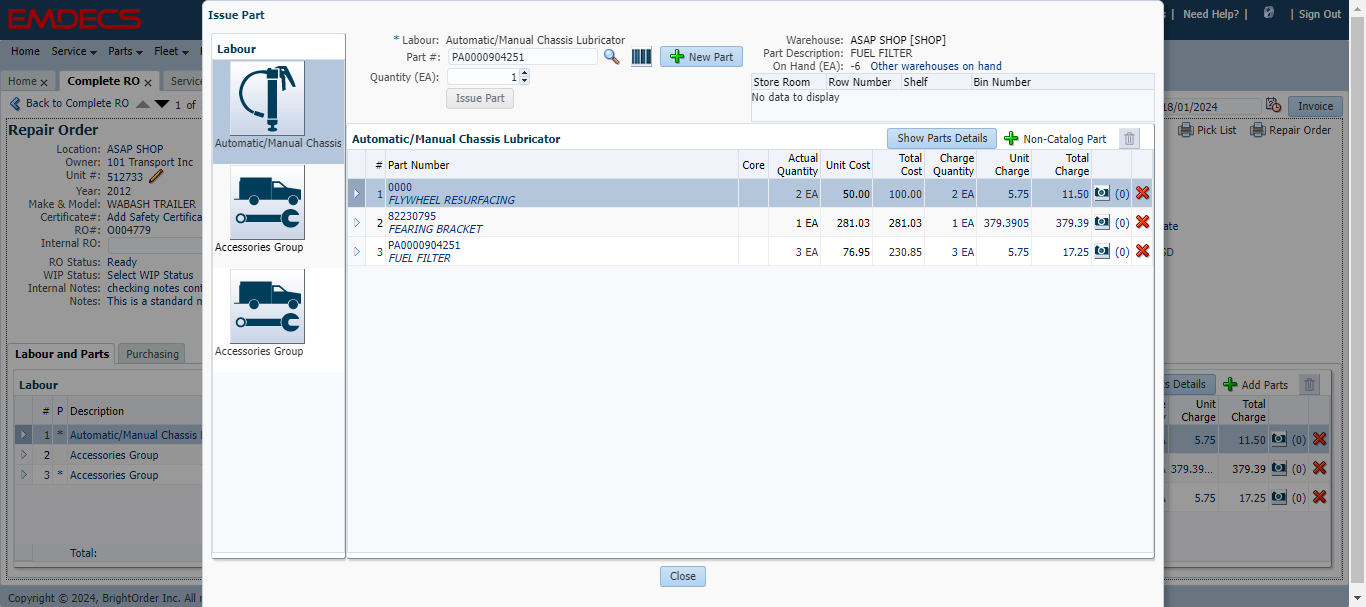 EMDECS
Need Help? | | Sign Out
Home Service Parts Fleet
Home x Complete RO x Service
Back to Complete RO 1 of
18/01/2024 Invoice
Pick List Repair Order
Repair Order
Location: ASAP SHOP
Owner: 101 Transport Inc
Unit #: 512733
Year: 2012
Make & Model: WABASH TRAILER
Certificate#: Add Safety Certifica
RO#: O004779
Internal RO:
RO Status: Ready
WIP Status: Select WIP Status
Internal Notes: checking notes cont
Notes: This is a standard n
Labour and Parts Purchasing
Labour
# P Description
1 * Automatic/Manual Chassis
2 Accessories Group
3 * Accessories Group
Total:
Copyright © 2024, BrightOrder Inc. All
Issue Part
Labour
Automatic/Manual Chassis
Accessories Group
Accessories Group
* Labour: Automatic/Manual Chassis Lubricator
Part #: PA0000904251 New Part
Quantity (EA): 1
Issue Part
Warehouse: ASAP SHOP [SHOP]
Part Description: FUEL FILTER
On Hand (EA): -6 Other warehouses on hand
Store Room Row Number Shelf Bin Number
No data to display
Automatic/Manual Chassis Lubricator Show Parts Details Non-Catalog Part
# Part Number Core Actual Quantity Unit Cost Total Cost Charge Quantity Unit Charge Total Charge
1 0000 2 EA 50.00 100.00 2 EA 5.75 11.50 (0)
FLYWHEEL RESURFACING
2 82230795 1 EA 281.03 281.03 1 EA 379.3905 379.39 (0)
FEARING BRACKET
3 PA0000904251 3 EA 76.95 230.85 3 EA 5.75 17.25 (0)
FUEL FILTER
Close
s Details Add Parts
Unit Charge Total Charge
5.75 11.50 (0)
379.39... 379.39 (0)
5.75 17.25 (0)